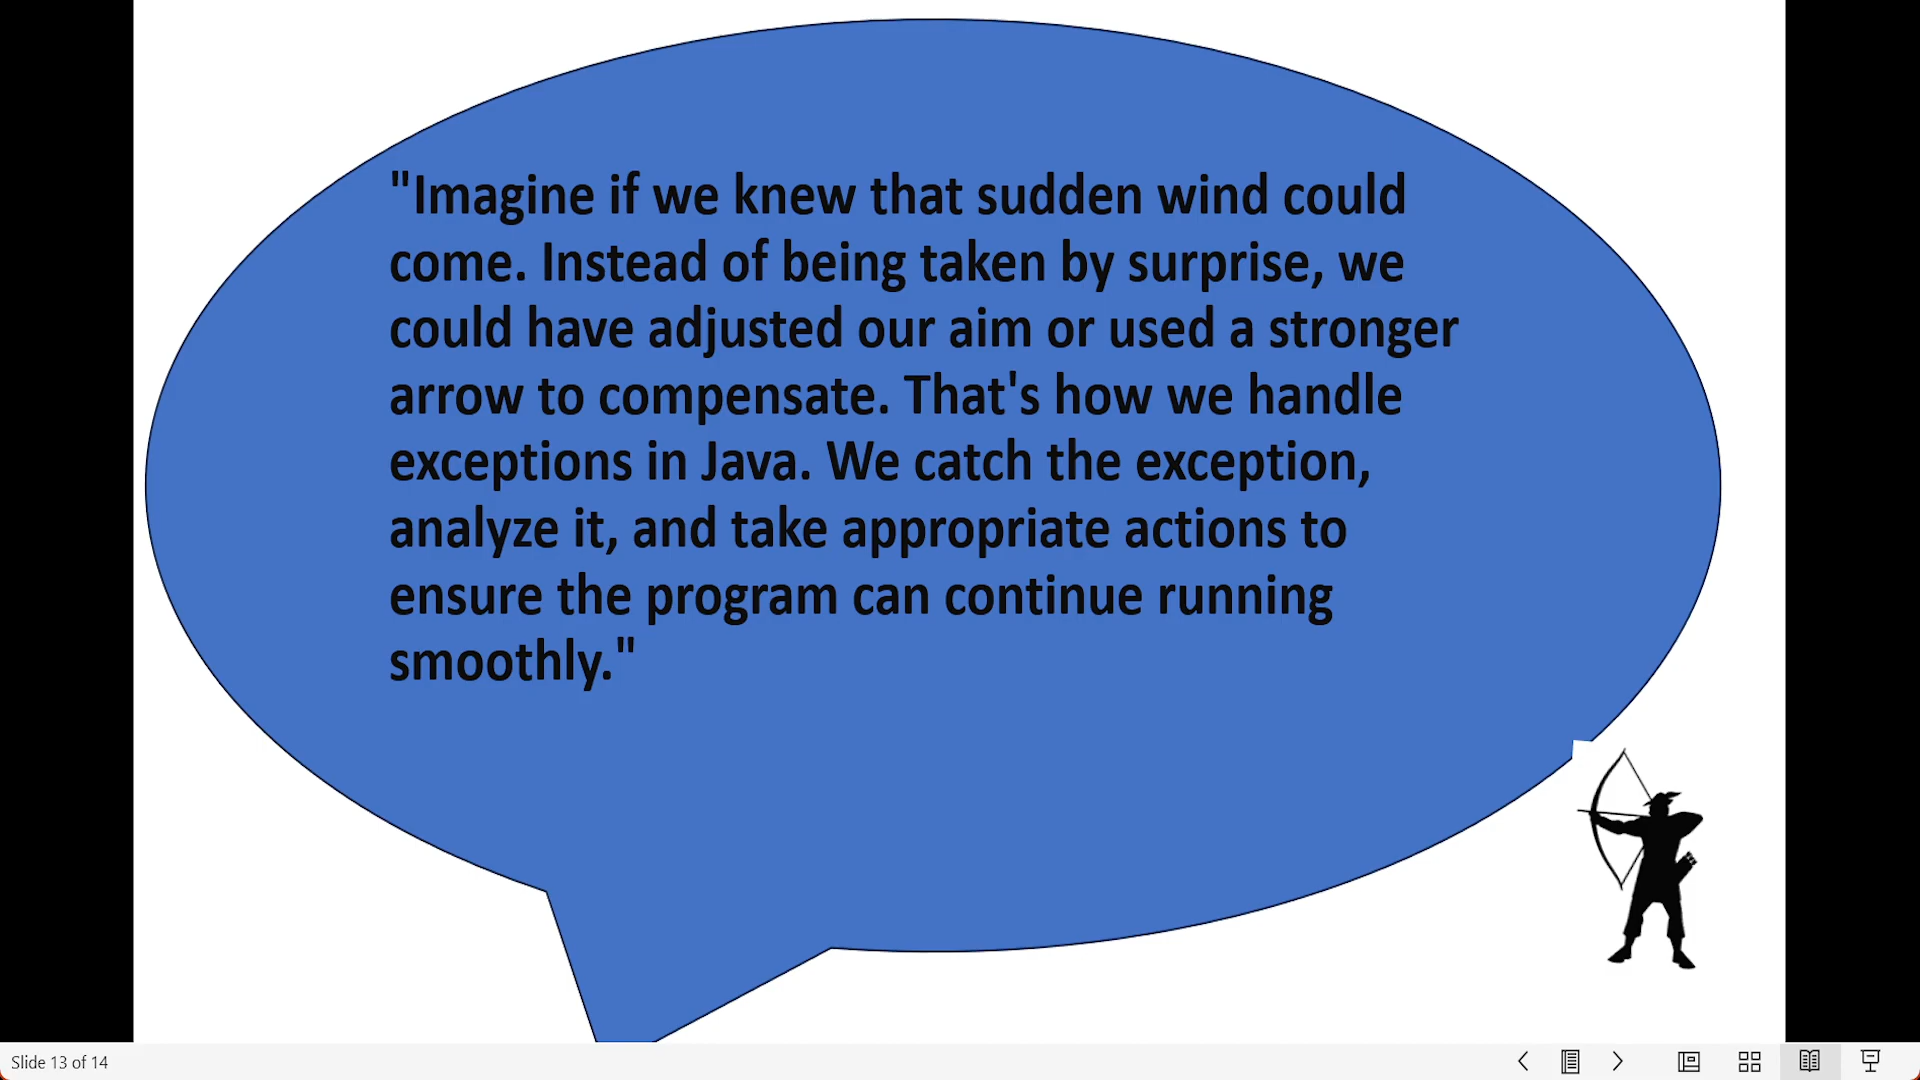 "Imagine if we knew that sudden wind could
come. Instead of being taken by surprise, we
could have adjusted our aim or used a stronger
arrow to compensate. That's how we handle
exceptions in Java. We catch the exception,
analyze it, and take appropriate actions to
ensure the program can continue running
smoothly."
Slide 13 of 14